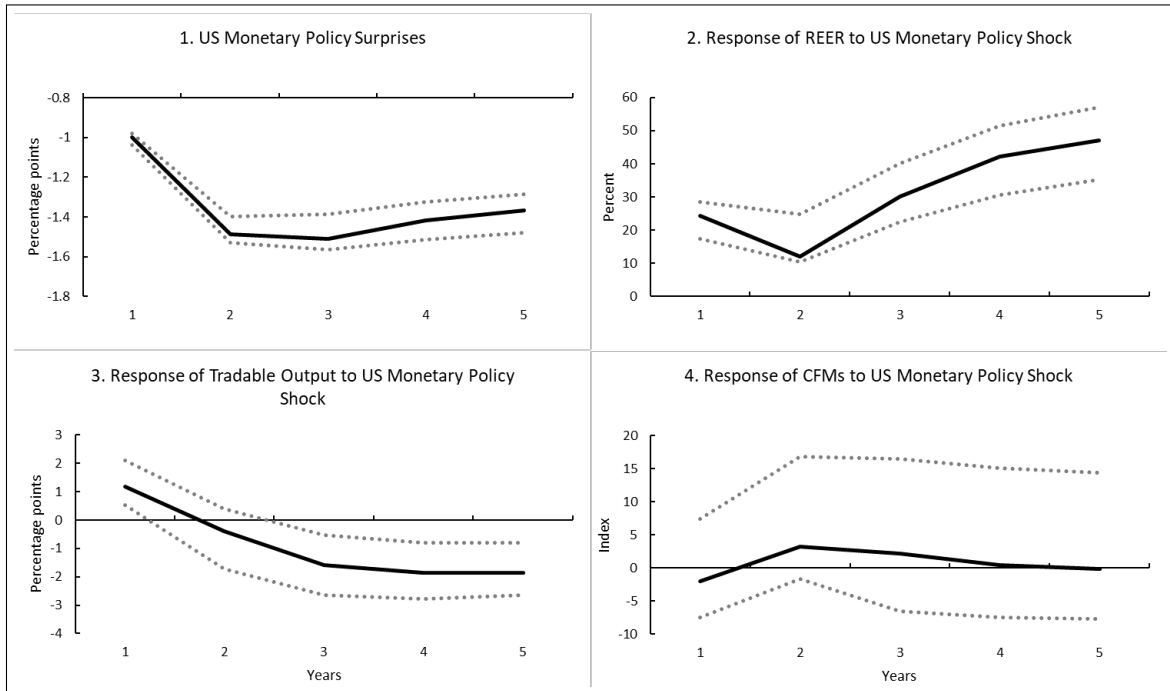 1. US Monetary Policy Surprises
Percentage points
-0.8
-1
-1.2
-1.4
-1.6
-1.8
1 2 3 4 5
2. Response of REER to US Monetary Policy Shock
Percent
60
50
40
30
20
10
0
1 2 3 4 5
3. Response of Tradable Output to US Monetary Policy
Shock
Percentage points
3
2
1
0
-1
-2
-3
-4
1 2 3 4 5
Years
4. Response of CFMs to US Monetary Policy Shock
Index
20
15
10
5
0
-5
-10
1 2 3 4 5
Years